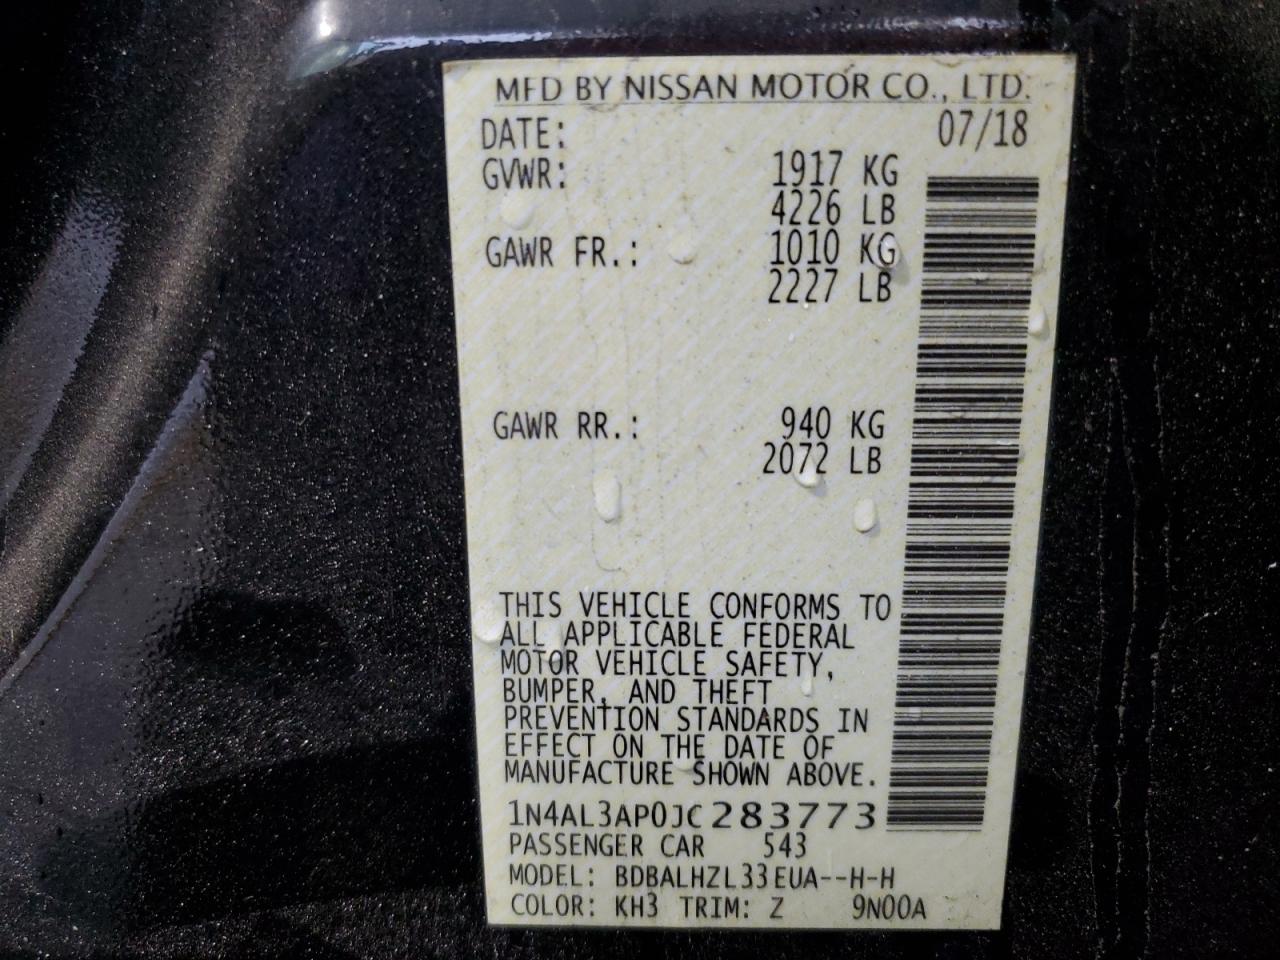 MFD BY NISSAN MOTOR CO., LTD.
DATE: 07/18
GVWR: 1917 KG
4226 LB
GAWR FR.: 1010 KG
2227 LB
GAWR RR.: 940 KG
2072 LB
THIS VEHICLE CONFORMS TO
ALL APPLICABLE FEDERAL
MOTOR VEHICLE SAFETY,
BUMPER, AND THEFT
PREVENTION STANDARDS IN
EFFECT ON THE DATE OF
MANUFACTURE SHOWN ABOVE.
1N4AL3AP0JC283773
PASSENGER CAR 543
MODEL: BDBALHZL33EUA--H-H
COLOR: KH3 TRIM: Z 9N00A